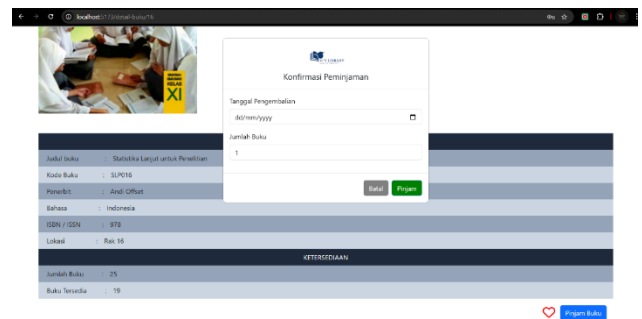 localhost:5173/detail-buku/16
KELAS
XI
Konfirmasi Peminjaman
Tanggal Pengembalian
dd/mm/yyyy
Jumlah Buku
1
Batal Pinjam
Judul buku : Statistika Lanjut untuk Penelitian
Kode Buku : SLP016
Penerbit : Andi Offset
Bahasa : Indonesia
ISBN / ISSN : 978
Lokasi : Rak 16
KETERSEDIAAN
Jumlah Buku : 25
Buku Tersedia : 19
Pinjam Buku